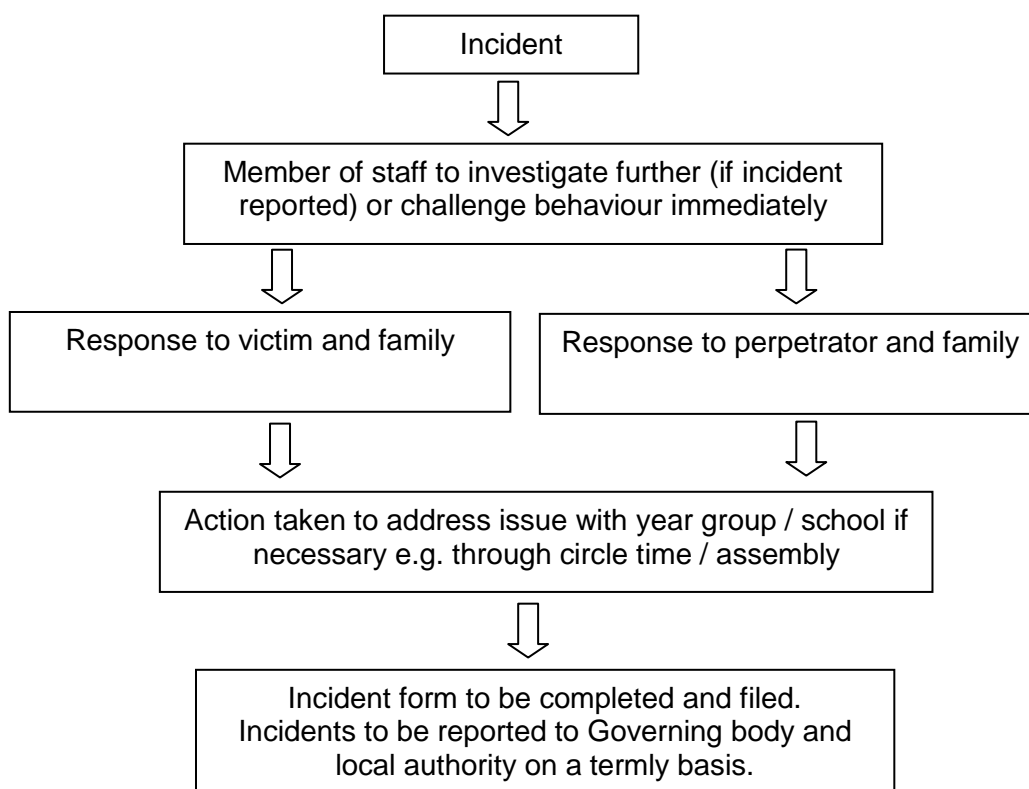 Incident
Member of staff to investigate further (if incident
reported) or challenge behaviour immediately
Response to victim and family
Response to perpetrator and family
Action taken to address issue with year group / school if
necessary e.g. through circle time / assembly
Incident form to be completed and filed.
Incidents to be reported to Governing body and
local authority on a termly basis.